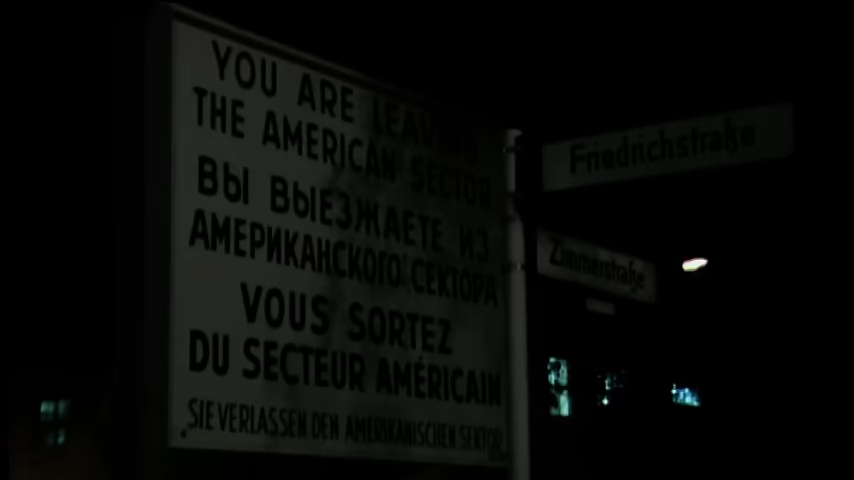 YOU ARE LEAVING
THE AMERICAN SECTOR
ВЫ ВЫЕЗЖАЕТЕ ИЗ
АМЕРИКАНСКОГО СЕКТОРА
VOUS SORTEZ
DU SECTEUR AMÉRICAIN
SIE VERLASSEN DEN AMERIKANISCHEN SEKTOR
Friedrichstraße
Zimmerstraße